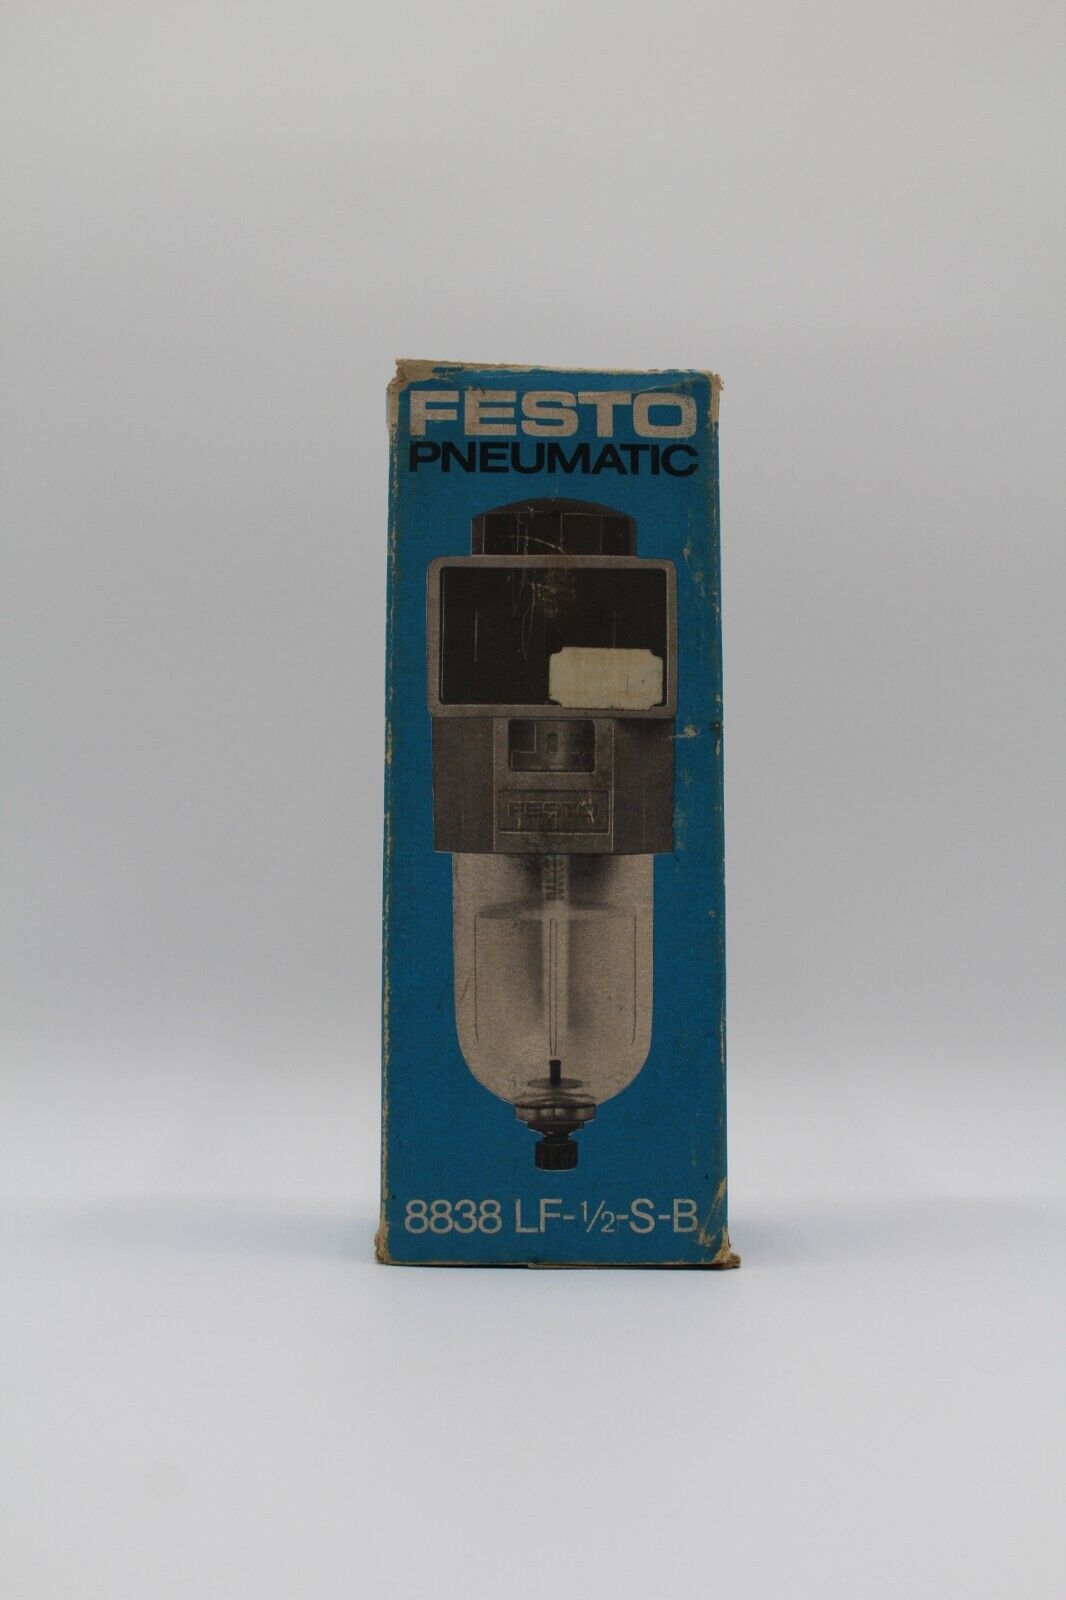 FESTO
PNEUMATIC
FESTO
8838 LF-1/2-S-B